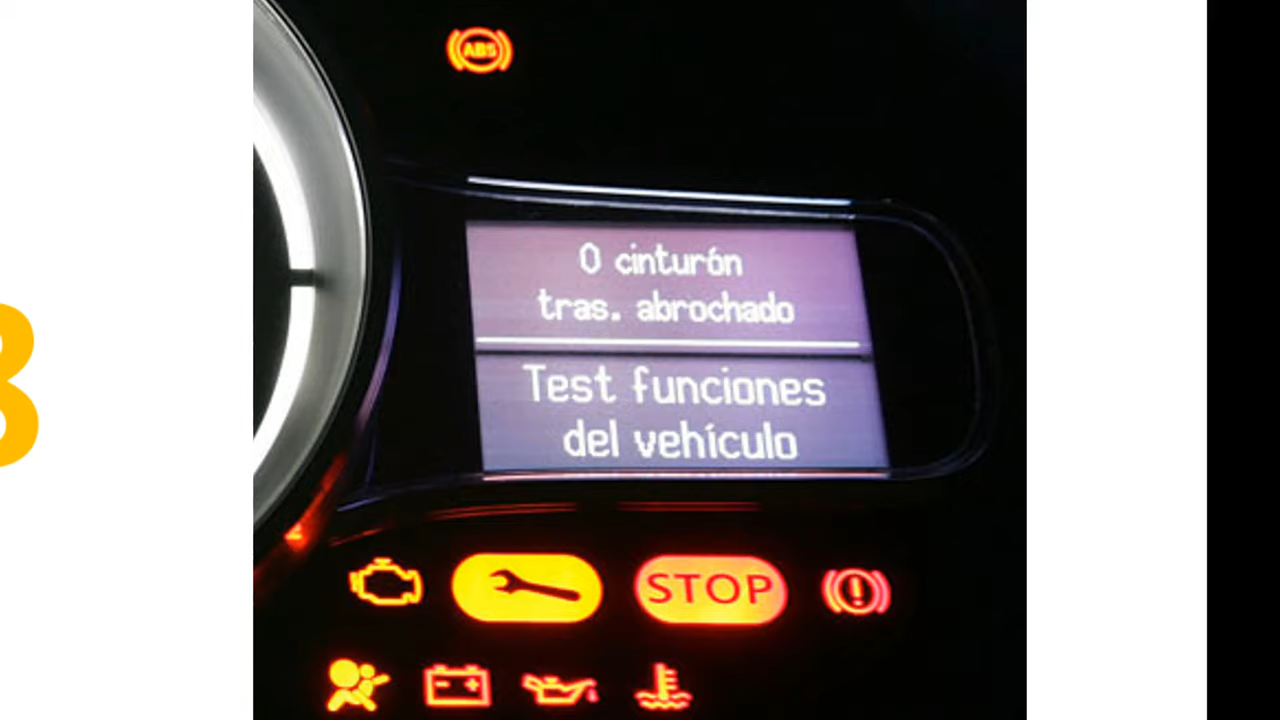 ABS
0 cinturón
tras. abrochado
Test funciones
del vehículo
STOP